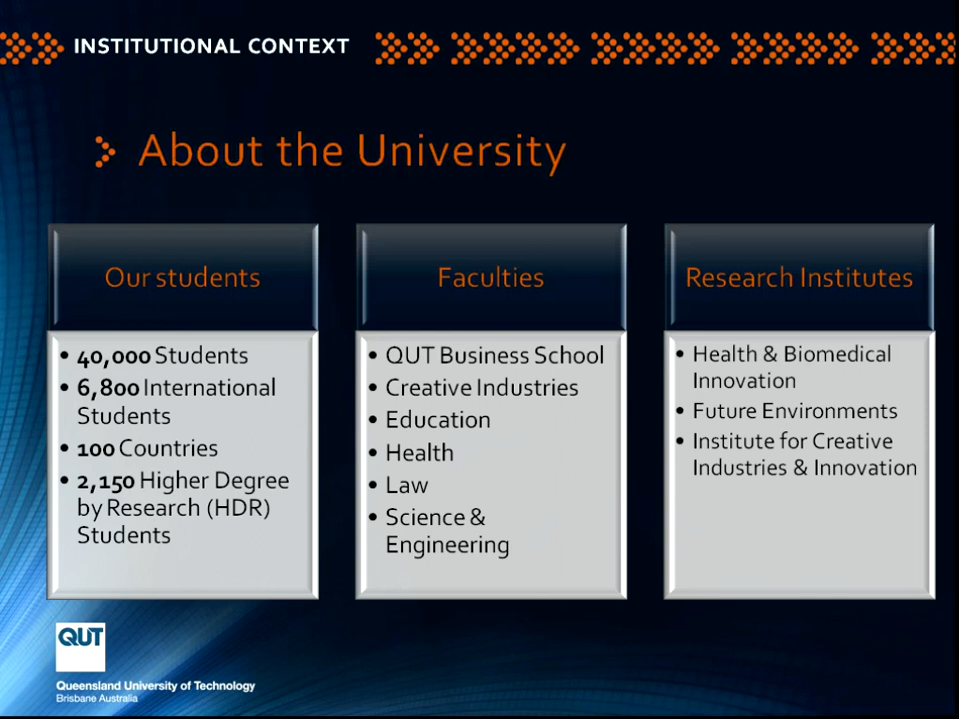 INSTITUTIONAL CONTEXT
About the University
Our students
• 40,000 Students
• 6,800 International
Students
• 100 Countries
• 2,150 Higher Degree
by Research (HDR)
Students
Faculties
• QUT Business School
• Creative Industries
• Education
• Health
• Law
• Science &
Engineering
Research Institutes
• Health & Biomedical
Innovation
• Future Environments
• Institute for Creative
Industries & Innovation
QUT
Queensland University of Technology
Brisbane Australia